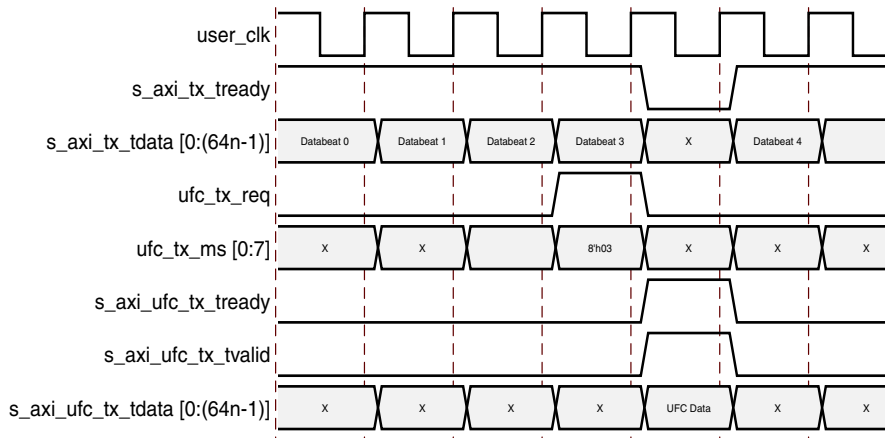 user_clk
s_axi_tx_tready
s_axi_tx_tdata [0:(64n-1)] Databeat 0 Databeat 1 Databeat 2 Databeat 3 X Databeat 4
ufc_tx_req
ufc_tx_ms [0:7] X X 8'h03 X X X
s_axi_ufc_tx_tready
s_axi_ufc_tx_tvalid
s_axi_ufc_tx_tdata [0:(64n-1)] X X X X UFC Data X X